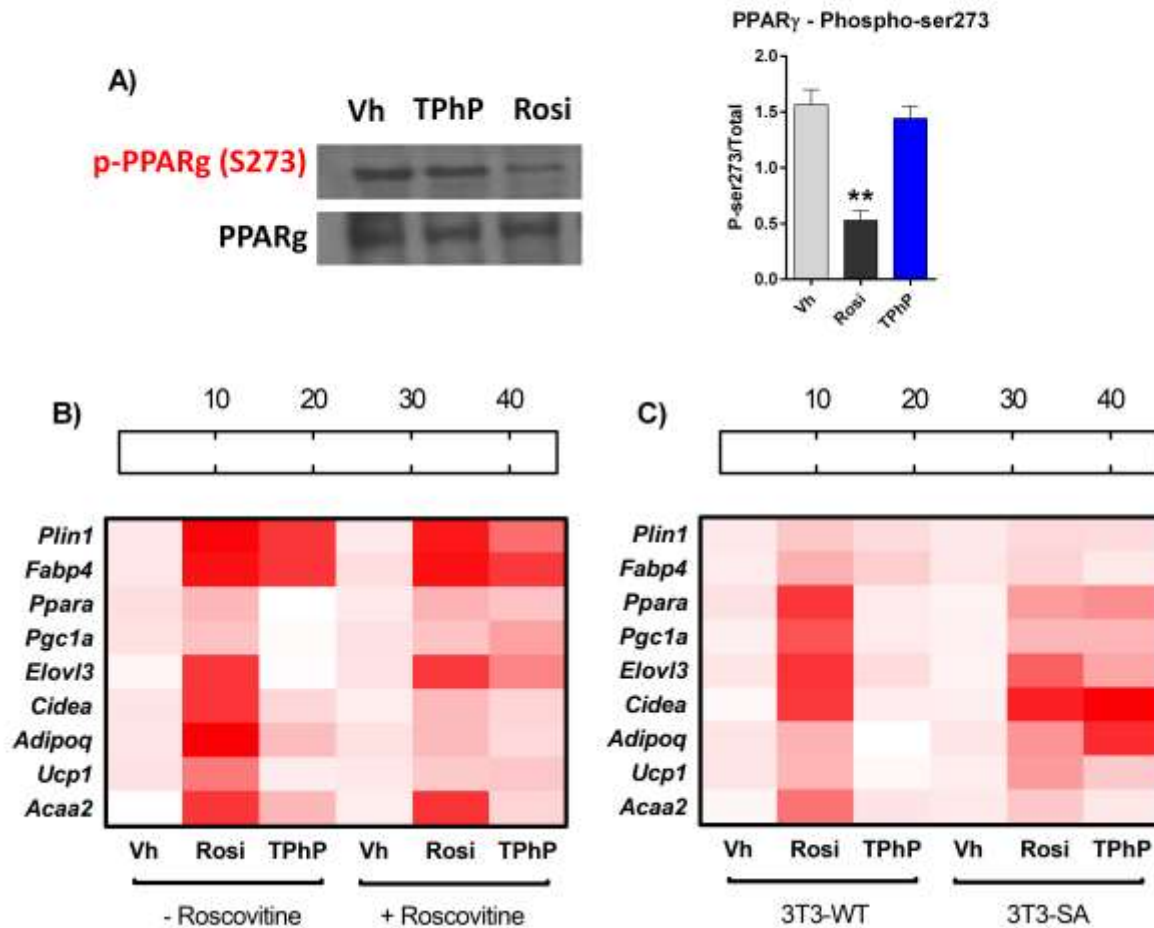 PPARγ - Phospho-ser273
A)
Vh TPhP Rosi
p-PPARg (S273)
PPARg
P-ser273/Total
2.0
1.5
1.0
0.5
0.0
**
Vh Rosi TPhP
B)
10 20 30 40
Plin1
Fabp4
Ppara
Pgc1a
Elovl3
Cidea
Adipoq
Ucp1
Acaa2
Vh Rosi TPhP Vh Rosi TPhP
- Roscovitine + Roscovitine
C)
10 20 30 40
Plin1
Fabp4
Ppara
Pgc1a
Elovl3
Cidea
Adipoq
Ucp1
Acaa2
Vh Rosi TPhP Vh Rosi TPhP
3T3-WT 3T3-SA